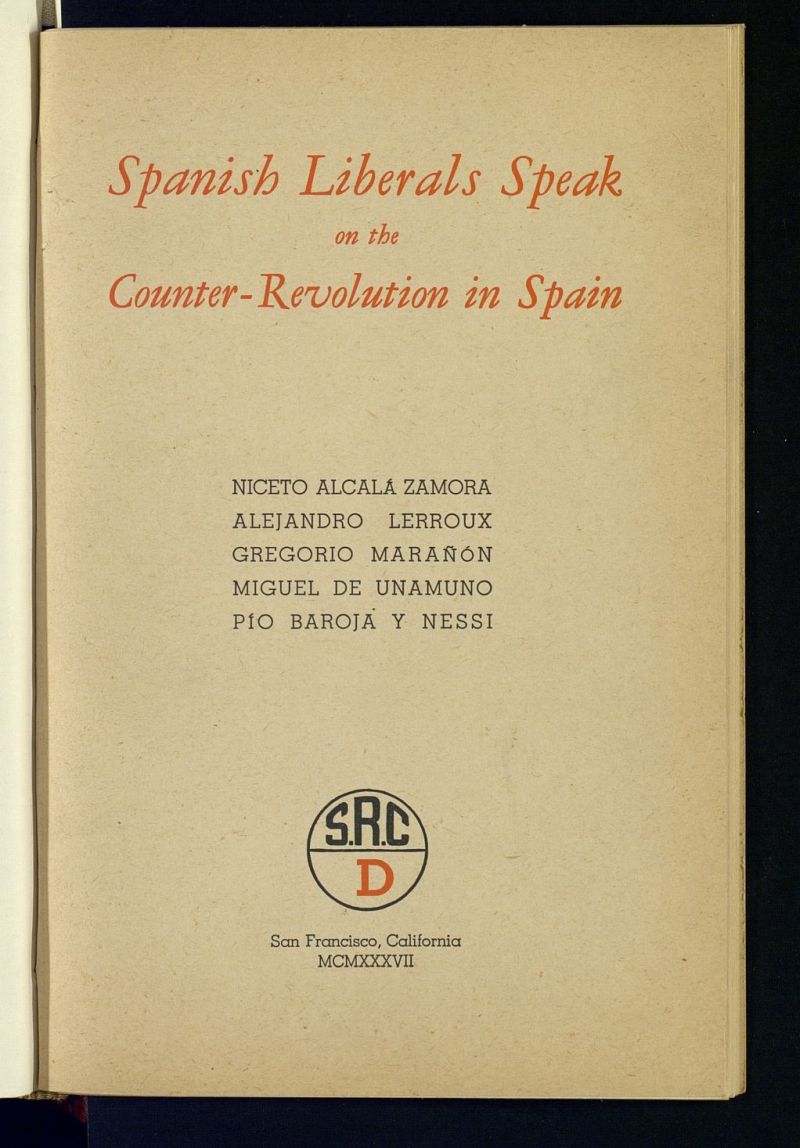 Spanish Liberals Speak
on the
Counter-Revolution in Spain
NICETO ALCALÁ ZAMORA
ALEJANDRO LERROUX
GREGORIO MARAÑÓN
MIGUEL DE UNAMUNO
PÍO BAROJA Y NESSI
S.R.C
D
San Francisco, California
MCMXXXVII